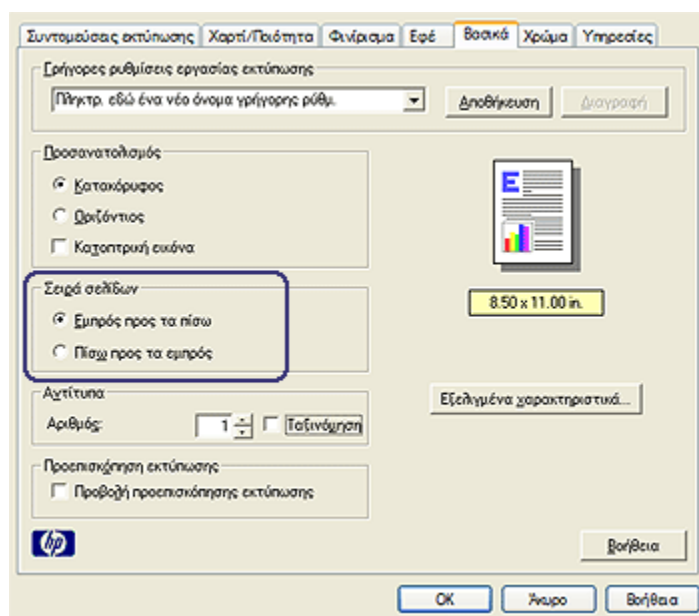 Συντομεύσεις εκτύπωσης Χαρτί/Ποιότητα Φινίρισμα Εφέ Βασικά Χρώμα Υπηρεσίες
Γρήγορες ρυθμίσεις εργασίας εκτύπωσης
Πληκτρ. εδώ ένα νέο όνομα γρήγορης ρύθμ. Αποθήκευση Διαγραφή
Προσανατολισμός
Κατακόρυφος
Οριζόντιος
Κατοπτρική εικόνα
E
Σειρά σελίδων
8.50 x 11.00 in.
Εμπρός προς τα πίσω
Πίσω προς τα εμπρός
Αντίτυπα
Εξελιγμένα χαρακτηριστικά...
Αριθμός: 1 Ταξινόμηση
Προεπισκόπηση εκτύπωσης
Προβολή προεπισκόπησης εκτύπωσης
hp Βοήθεια
OK Άκυρο Βοήθεια